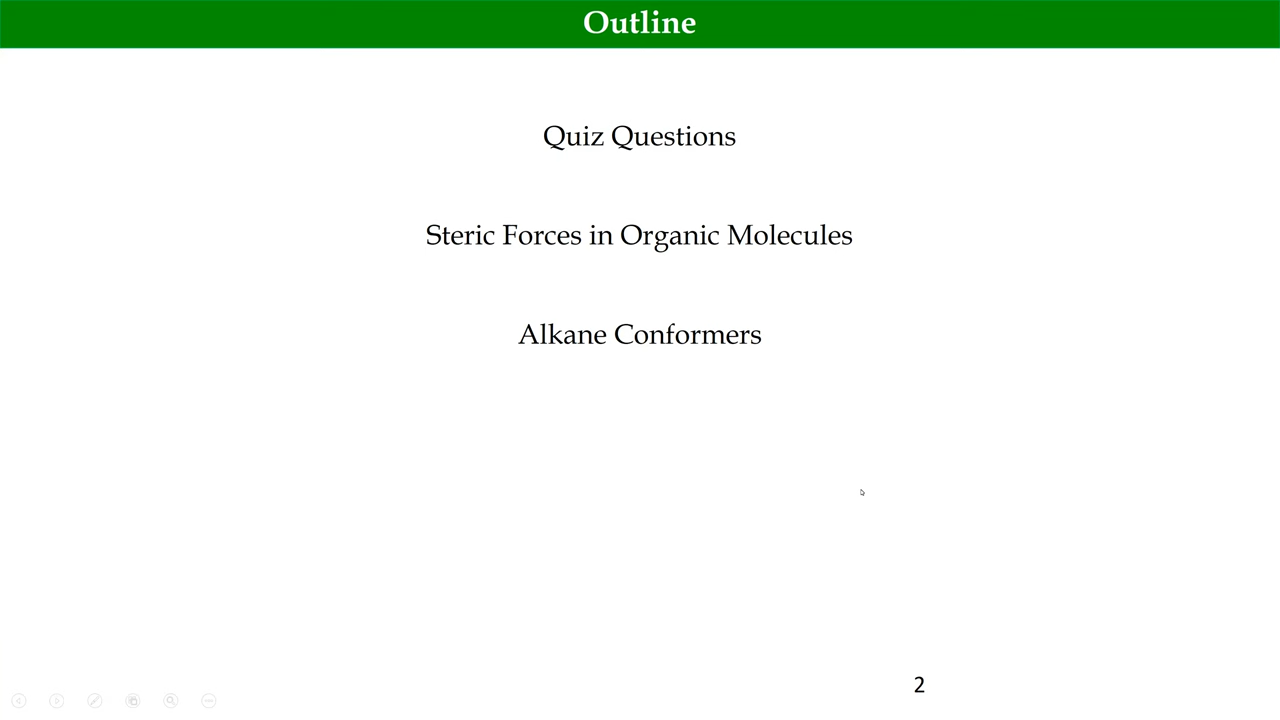 Outline
Quiz Questions
Steric Forces in Organic Molecules
Alkane Conformers
2